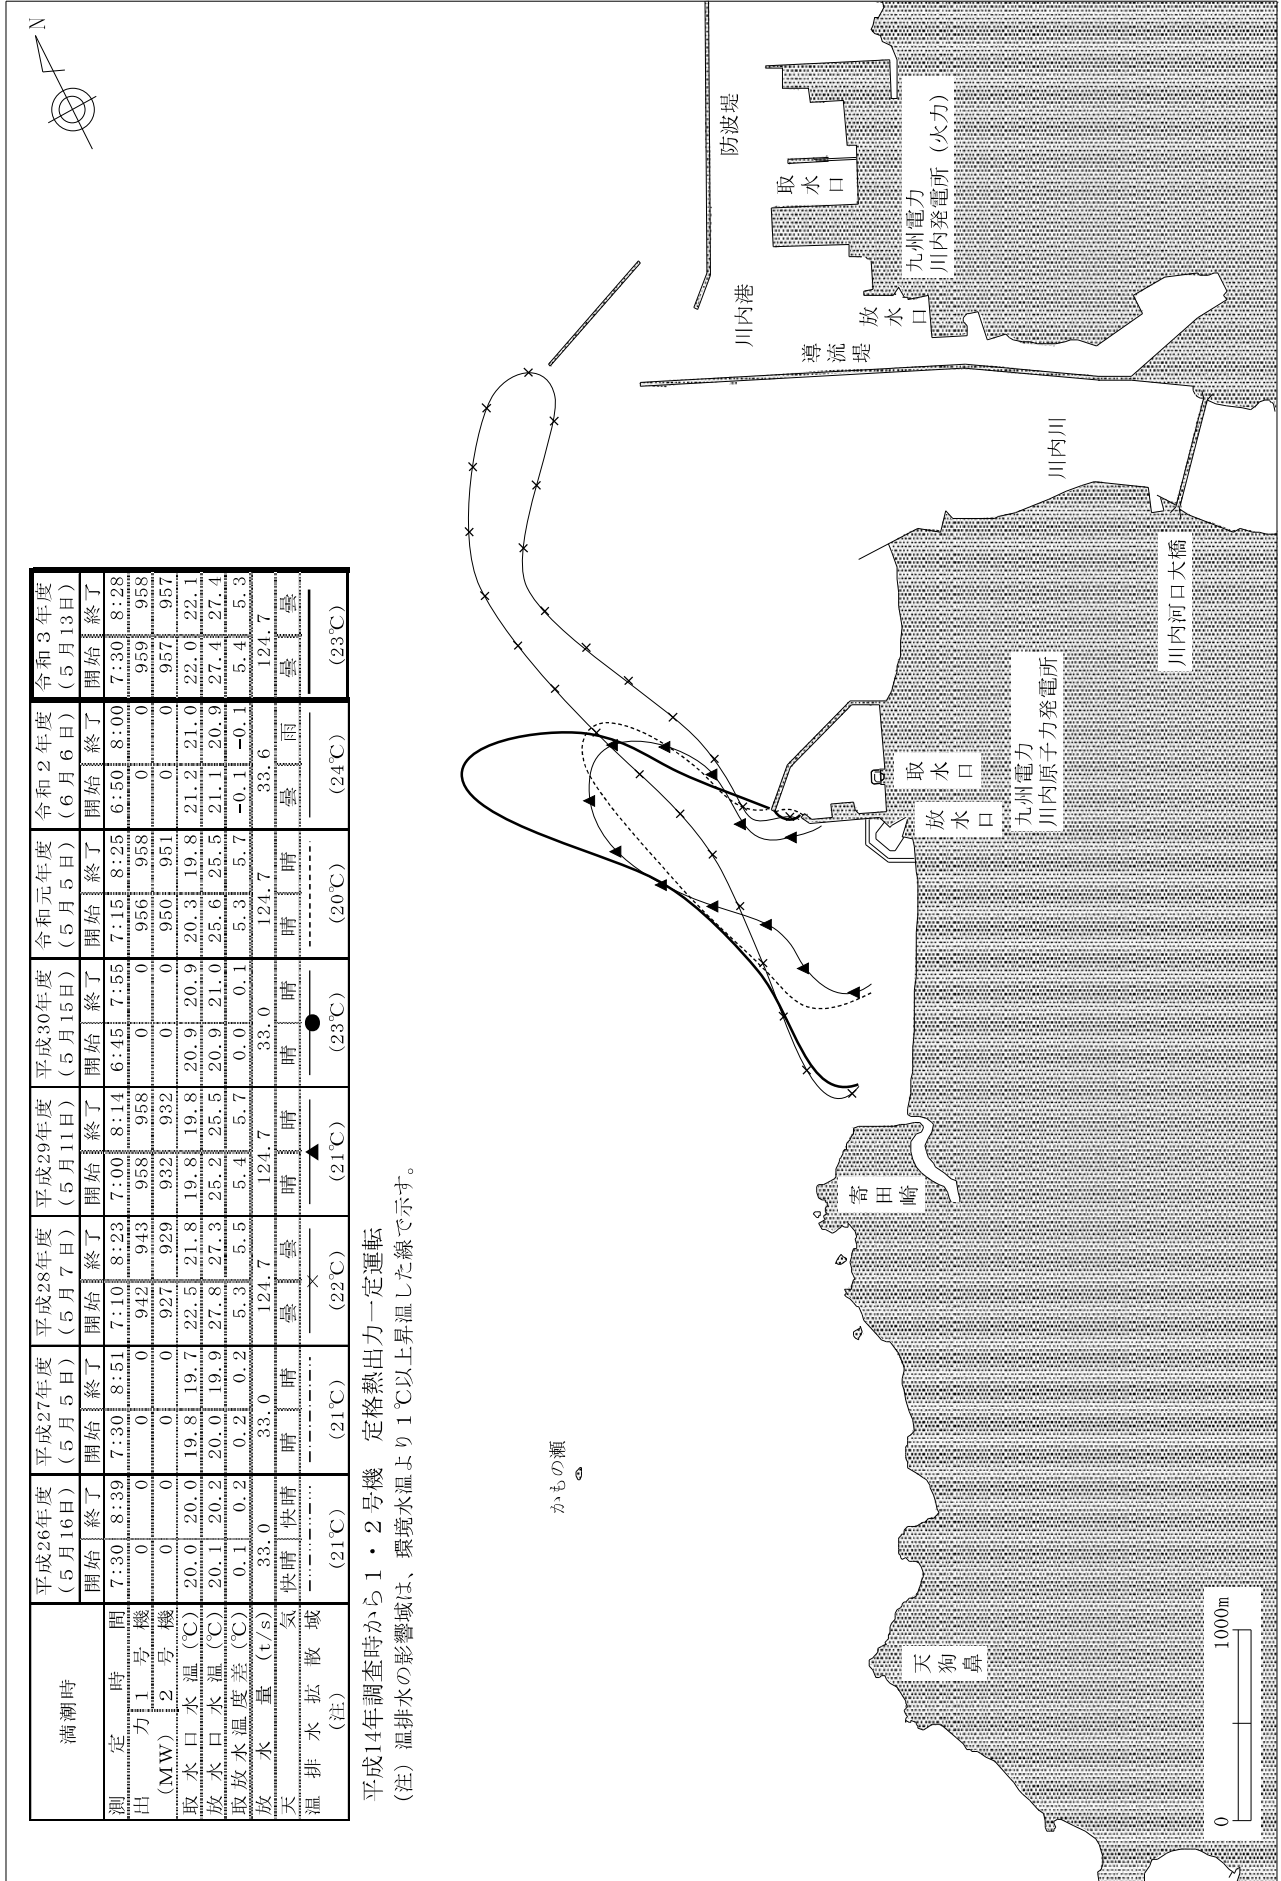 満潮時 平成26年度 (5月16日) 平成27年度 (5月5日) 平成28年度 (5月7日) 平成29年度 (5月11日) 平成30年度 (5月15日) 令和元年度 (5月5日) 令和2年度 (6月6日) 令和3年度 (5月13日)
開始 終了 開始 終了 開始 終了 開始 終了 開始 終了 開始 終了 開始 終了 開始 終了
測定時間 7:30 8:39 7:30 8:51 7:10 8:23 7:00 8:14 6:45 7:55 7:15 8:25 6:50 8:00 7:30 8:28
出力 (MW) 1号機 0 0 0 0 942 943 958 958 0 0 956 958 0 0 959 958
2号機 0 0 0 0 927 929 932 932 0 0 950 951 0 0 957 957
取水口水温(℃) 20.0 20.0 19.8 19.7 22.5 21.8 19.8 19.8 20.9 20.9 20.3 19.8 21.2 21.0 22.0 22.1
放水口水温(℃) 20.1 20.2 20.0 19.9 27.8 27.3 25.2 25.5 20.9 21.0 25.6 25.5 21.1 20.9 27.4 27.4
取放水温度差(℃) 0.1 0.2 0.2 0.2 5.3 5.5 5.4 5.7 0.0 0.1 5.3 5.7 -0.1 -0.1 5.4 5.3
放水量(t/s) 33.0 33.0 124.7 124.7 33.0 124.7 33.6 124.7
天気 快晴 快晴 晴 晴 曇 曇 晴 晴 晴 晴 晴 晴 曇 雨 曇 曇
温排水拡散域 (注) (21℃) (21℃) (22℃) (21℃) (23℃) (20℃) (24℃) (23℃)
平成14年調査時から1・2号機 定格熱出力一定運転
(注) 温排水の影響域は、環境水温より1℃以上昇温した線で示す。
N
かもの瀬
天狗鼻
寄田崎
放水口
取水口
九州電力
川内原子力発電所
川内河口大橋
川内川
導流堤
川内港
放水口
取水口
防波堤
九州電力
川内発電所(火力)
0 1000m